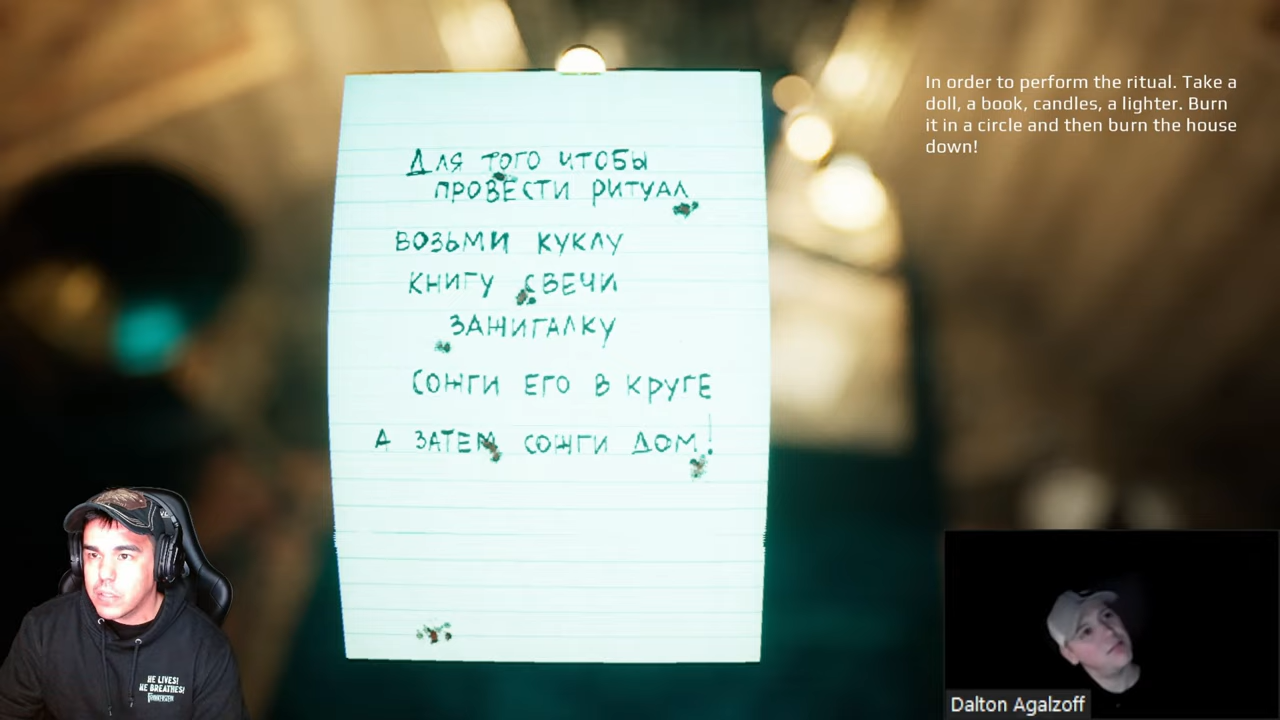 Для того чтобы
провести ритуал
возьми куклу
книгу свечи
зажигалку
сожги его в круге
а затем сожги дом!
In order to perform the ritual. Take a
doll, a book, candles, a lighter. Burn
it in a circle and then burn the house
down!
HE LIVES!
HE BREATHES!
Dalton Agalzoff